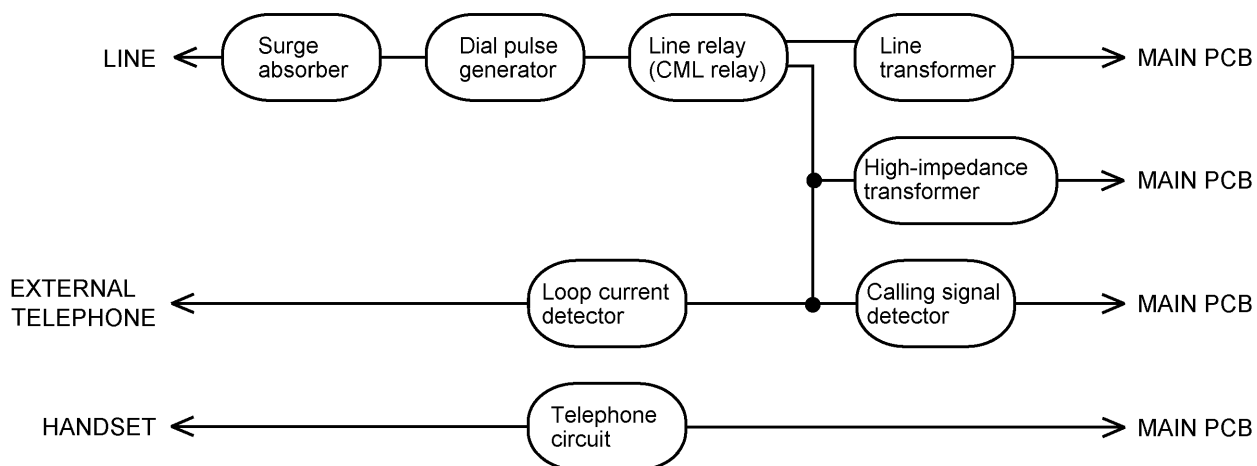 LINE
Surge
absorber
Dial pulse
generator
Line relay
(CML relay)
Line
transformer
MAIN PCB
High-impedance
transformer
MAIN PCB
EXTERNAL
TELEPHONE
Loop current
detector
Calling signal
detector
MAIN PCB
HANDSET
Telephone
circuit
MAIN PCB